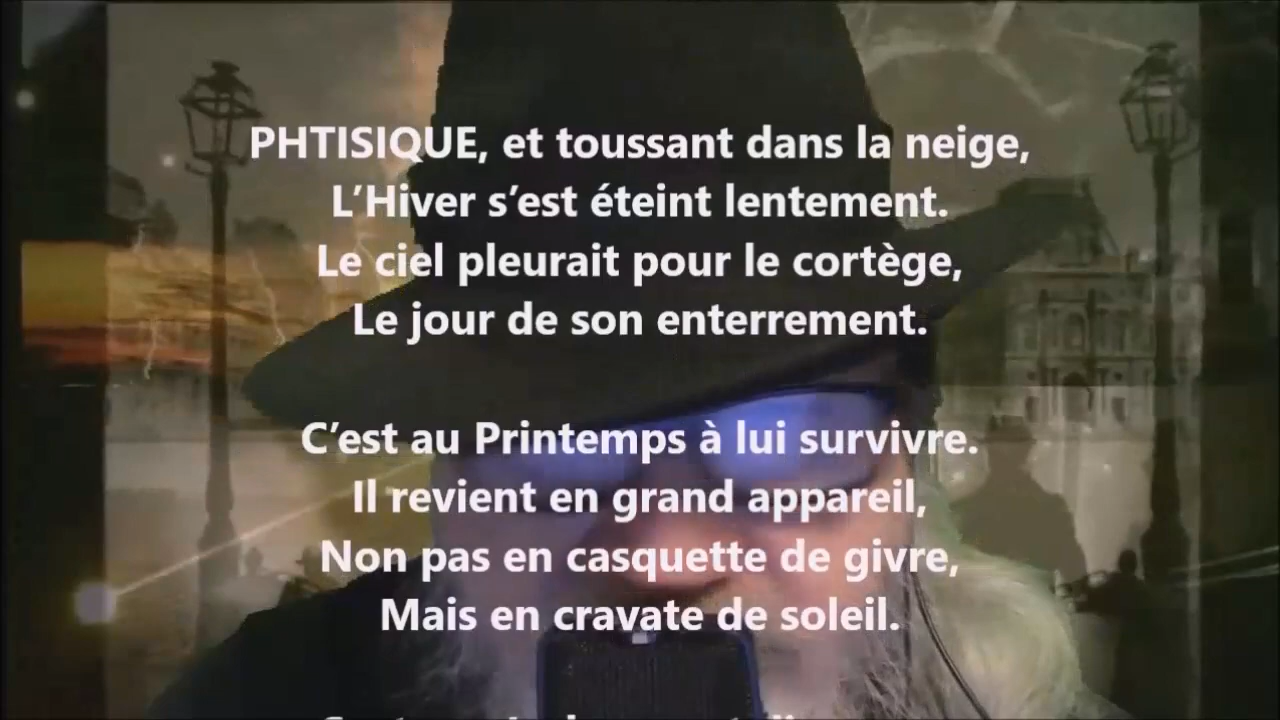 PHTISIQUE, et toussant dans la neige,
L’Hiver s’est éteint lentement.
Le ciel pleurait pour le cortège,
Le jour de son enterrement.
C’est au Printemps à lui survivre.
Il revient en grand appareil,
Non pas en casquette de givre,
Mais en cravate de soleil.